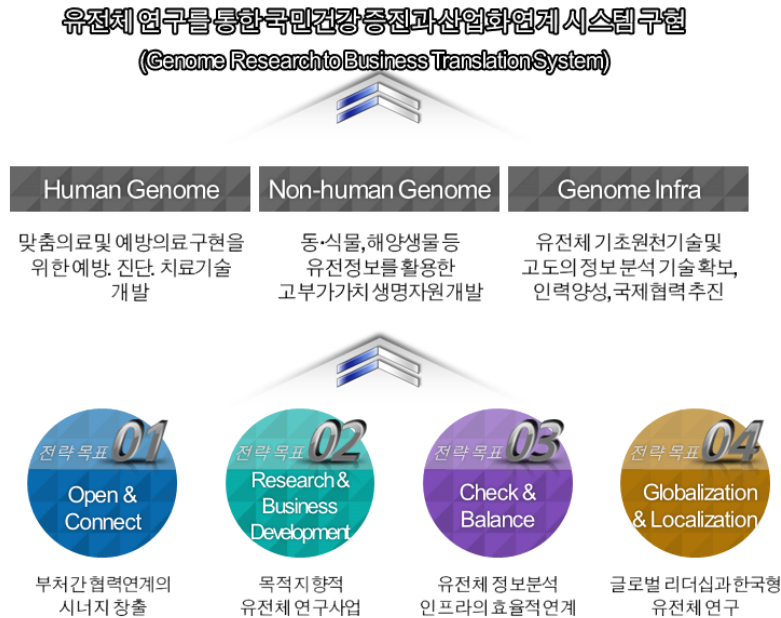 유전체 연구를 통한 국민건강 증진과 산업화 연계 시스템 구현
(Genome Research to Business Translation System)
Human Genome
맞춤의료 및 예방의료 구현을
위한 예방. 진단. 치료기술
개발
Non-human Genome
동·식물, 해양생물 등
유전정보를 활용한
고부가가치 생명자원 개발
Genome Infra
유전체 기초원천기술 및
고도의 정보 분석 기술 확보,
인력양성, 국제협력 추진
전략 목표 01
Open &
Connect
부처간 협력연계의
시너지 창출
전략 목표 02
Research &
Business
Development
목적 지향적
유전체 연구사업
전략 목표 03
Check &
Balance
유전체 정보분석
인프라의 효율적 연계
전략 목표 04
Globalization
& Localization
글로벌 리더십과 한국형
유전체 연구